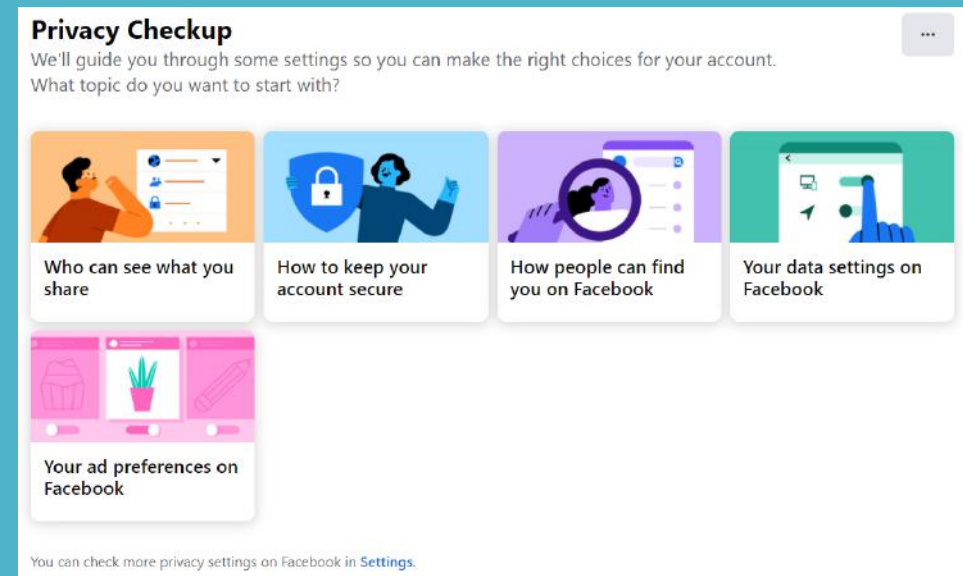 Privacy Checkup
We'll guide you through some settings so you can make the right choices for your account.
What topic do you want to start with?
Who can see what you
share
How to keep your
account secure
How people can find
you on Facebook
Your data settings on
Facebook
Your ad preferences on
Facebook
You can check more privacy settings on Facebook in Settings.